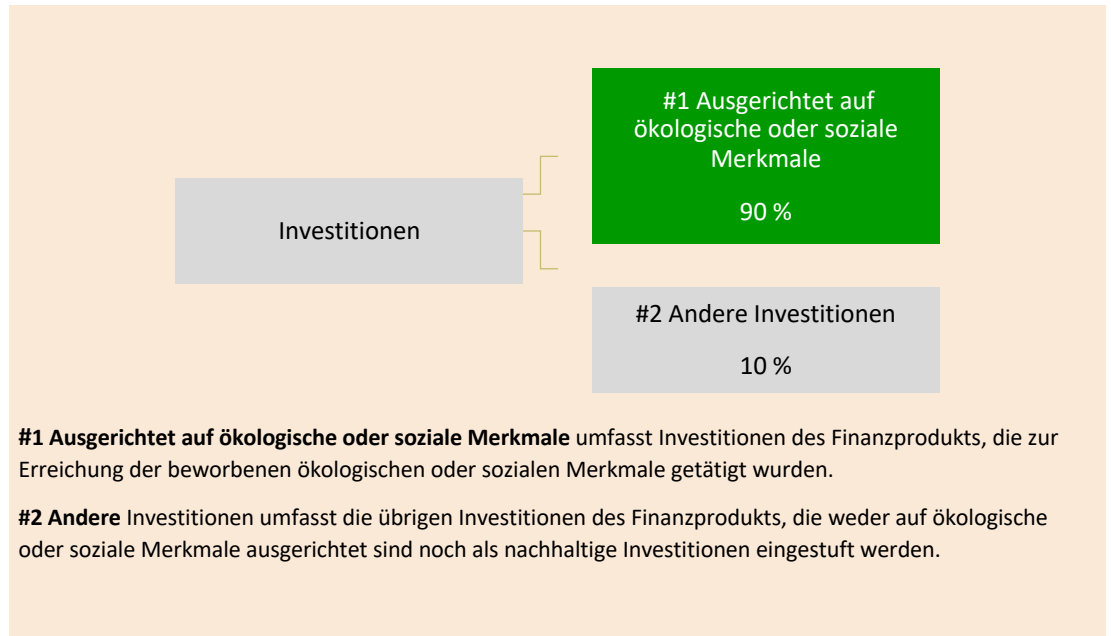 #1 Ausgerichtet auf
ökologische oder soziale
Merkmale
90 %
Investitionen
#2 Andere Investitionen
10 %
#1 Ausgerichtet auf ökologische oder soziale Merkmale umfasst Investitionen des Finanzprodukts, die zur
Erreichung der beworbenen ökologischen oder sozialen Merkmale getätigt wurden.
#2 Andere Investitionen umfasst die übrigen Investitionen des Finanzprodukts, die weder auf ökologische
oder soziale Merkmale ausgerichtet sind noch als nachhaltige Investitionen eingestuft werden.